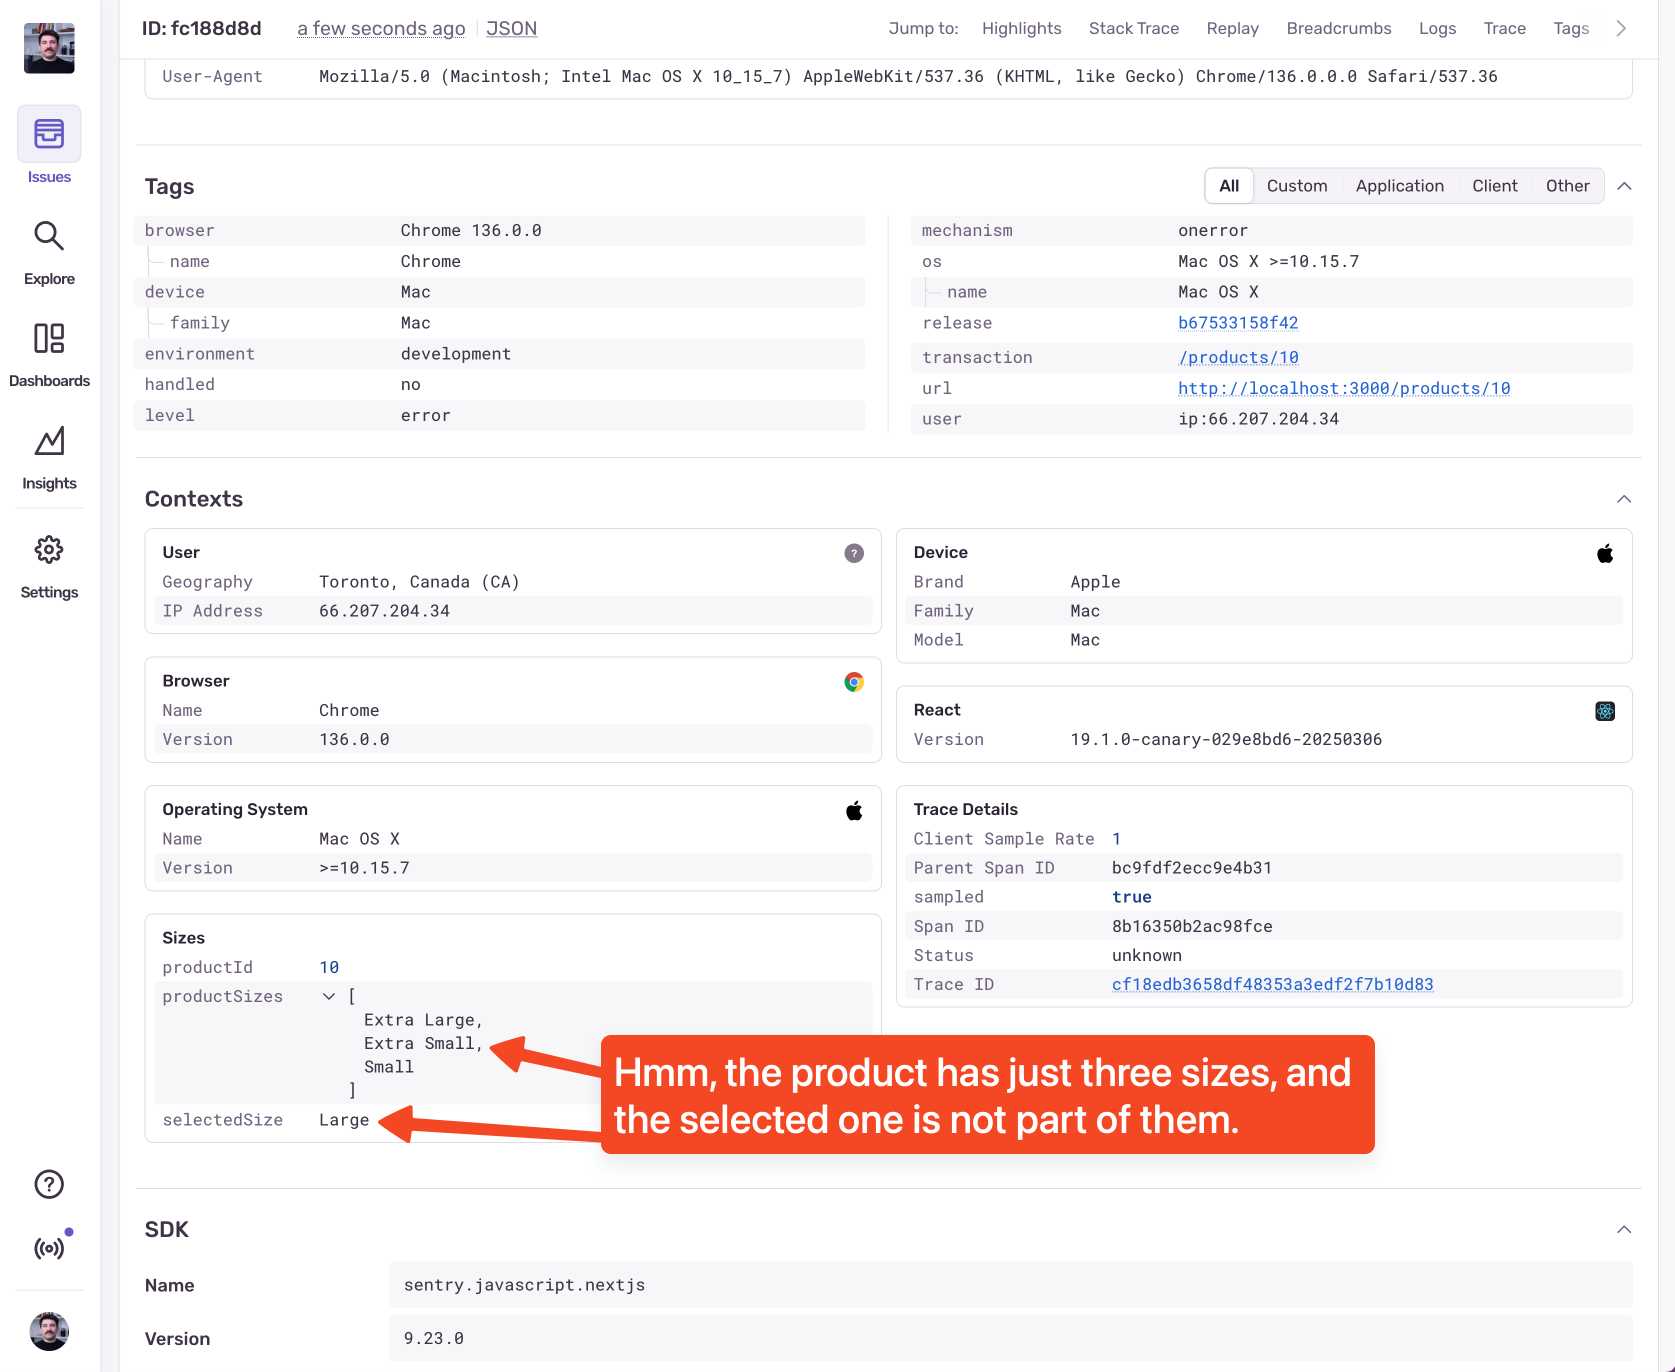 ID: fc188d8d a few seconds ago JSON Jump to: Highlights Stack Trace Replay Breadcrumbs Logs Trace Tags
User-Agent Mozilla/5.0 (Macintosh; Intel Mac OS X 10_15_7) AppleWebKit/537.36 (KHTML, like Gecko) Chrome/136.0.0.0 Safari/537.36
Issues
Explore
Dashboards
Insights
Settings
Tags All Custom Application Client Other
browser Chrome 136.0.0
name Chrome
device Mac
family Mac
environment development
handled no
level error
mechanism onerror
os Mac OS X >=10.15.7
name Mac OS X
release b67533158f42
transaction /products/10
url http://localhost:3000/products/10
user ip:66.207.204.34
Contexts
User ?
Geography Toronto, Canada (CA)
IP Address 66.207.204.34
Browser
Name Chrome
Version 136.0.0
Operating System
Name Mac OS X
Version >=10.15.7
Sizes
productId 10
productSizes [
Extra Large,
Extra Small,
Small
]
selectedSize Large
Device
Brand Apple
Family Mac
Model Mac
React
Version 19.1.0-canary-029e8bd6-20250306
Trace Details
Client Sample Rate 1
Parent Span ID bc9fdf2ecc9e4b31
sampled true
Span ID 8b16350b2ac98fce
Status unknown
Trace ID cf18edb3658df48353a3edf2f7b10d83
Hmm, the product has just three sizes, and
the selected one is not part of them.
?
SDK
Name sentry.javascript.nextjs
Version 9.23.0